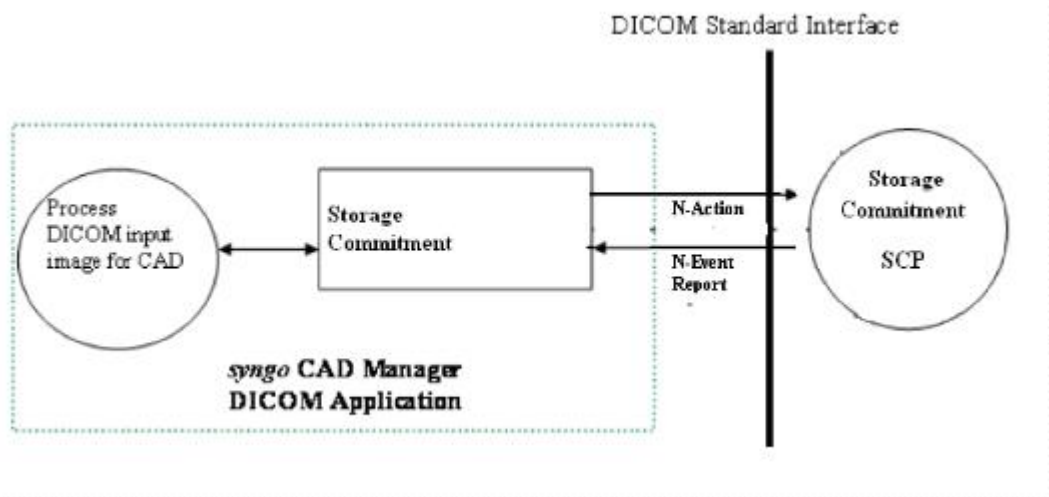 DICOM Standard Interface
Process
DICOM input
image for CAD
Storage
Commitment
N-Action
N-Event
Report
Storage
Commitment
SCP
syngo CAD Manager
DICOM Application